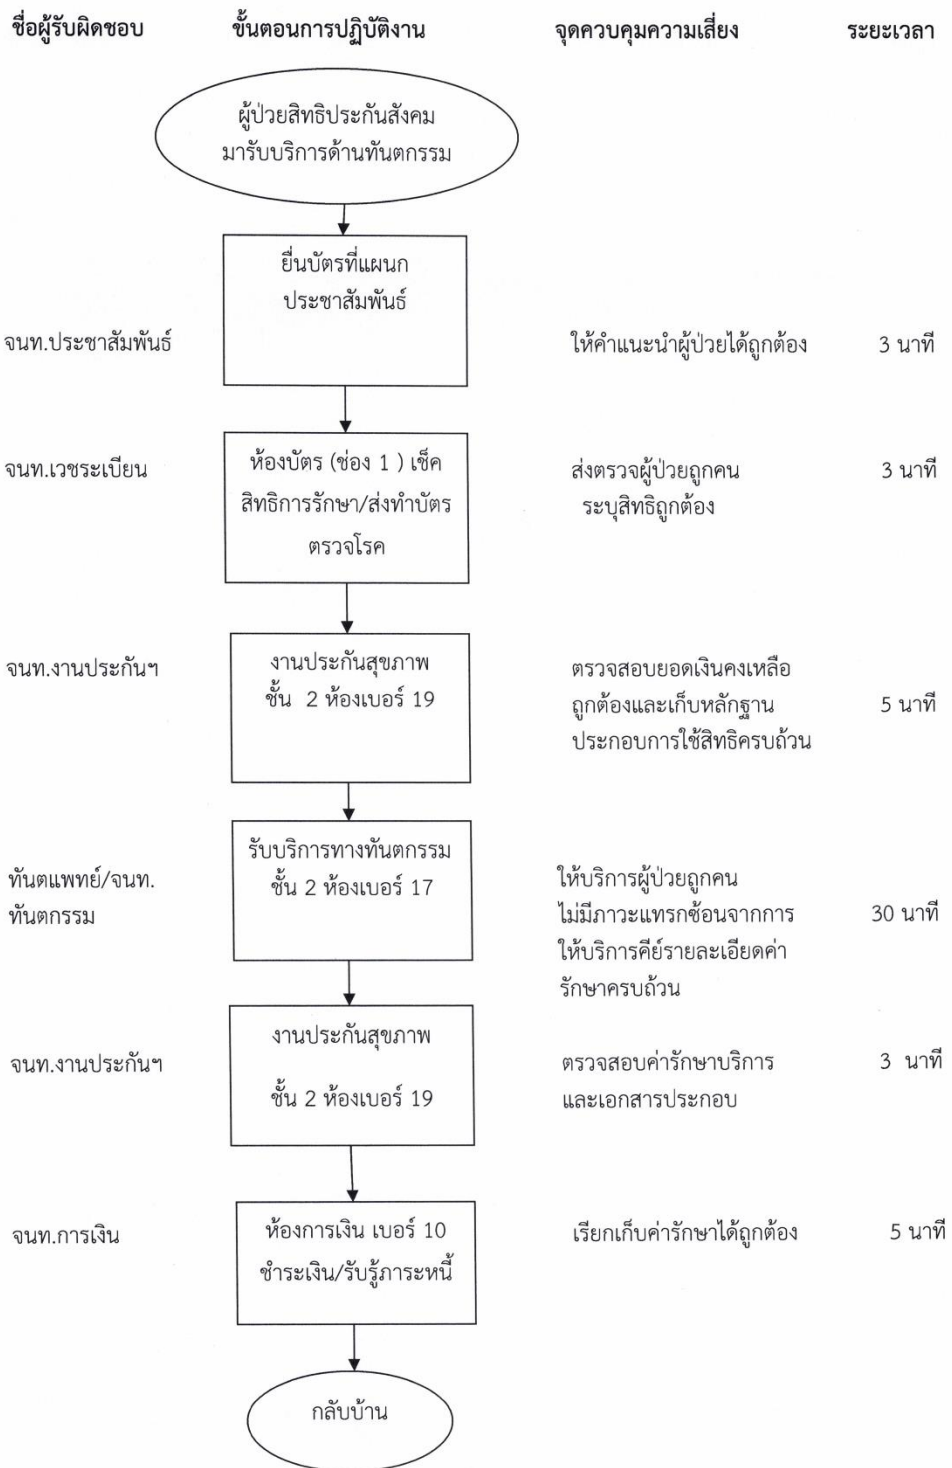 ชื่อผู้รับผิดชอบ ขั้นตอนการปฏิบัติงาน จุดควบคุมความเสี่ยง ระยะเวลา
ผู้ป่วยสิทธิประกันสังคม
มารับบริการด้านทันตกรรม
ยื่นบัตรที่แผนก
ประชาสัมพันธ์
จนท.ประชาสัมพันธ์ ให้คำแนะนำผู้ป่วยได้ถูกต้อง 3 นาที
จนท.เวชระเบียน
ห้องบัตร (ช่อง 1 ) เช็ค
สิทธิการรักษา/ส่งทำบัตร
ตรวจโรค
ส่งตรวจผู้ป่วยถูกคน
ระบุสิทธิถูกต้อง
3 นาที
จนท.งานประกันฯ
งานประกันสุขภาพ
ชั้น 2 ห้องเบอร์ 19
ตรวจสอบยอดเงินคงเหลือ
ถูกต้องและเก็บหลักฐาน
ประกอบการใช้สิทธิครบถ้วน
5 นาที
ทันตแพทย์/จนท.
ทันตกรรม
รับบริการทางทันตกรรม
ชั้น 2 ห้องเบอร์ 17
ให้บริการผู้ป่วยถูกคน
ไม่มีภาวะแทรกซ้อนจากการ
ให้บริการคีย์รายละเอียดค่า
รักษาครบถ้วน
30 นาที
จนท.งานประกันฯ
งานประกันสุขภาพ
ชั้น 2 ห้องเบอร์ 19
ตรวจสอบค่ารักษาบริการ
และเอกสารประกอบ
3 นาที
จนท.การเงิน
ห้องการเงิน เบอร์ 10
ชำระเงิน/รับรู้ภาระหนี้
เรียกเก็บค่ารักษาได้ถูกต้อง
5 นาที
กลับบ้าน